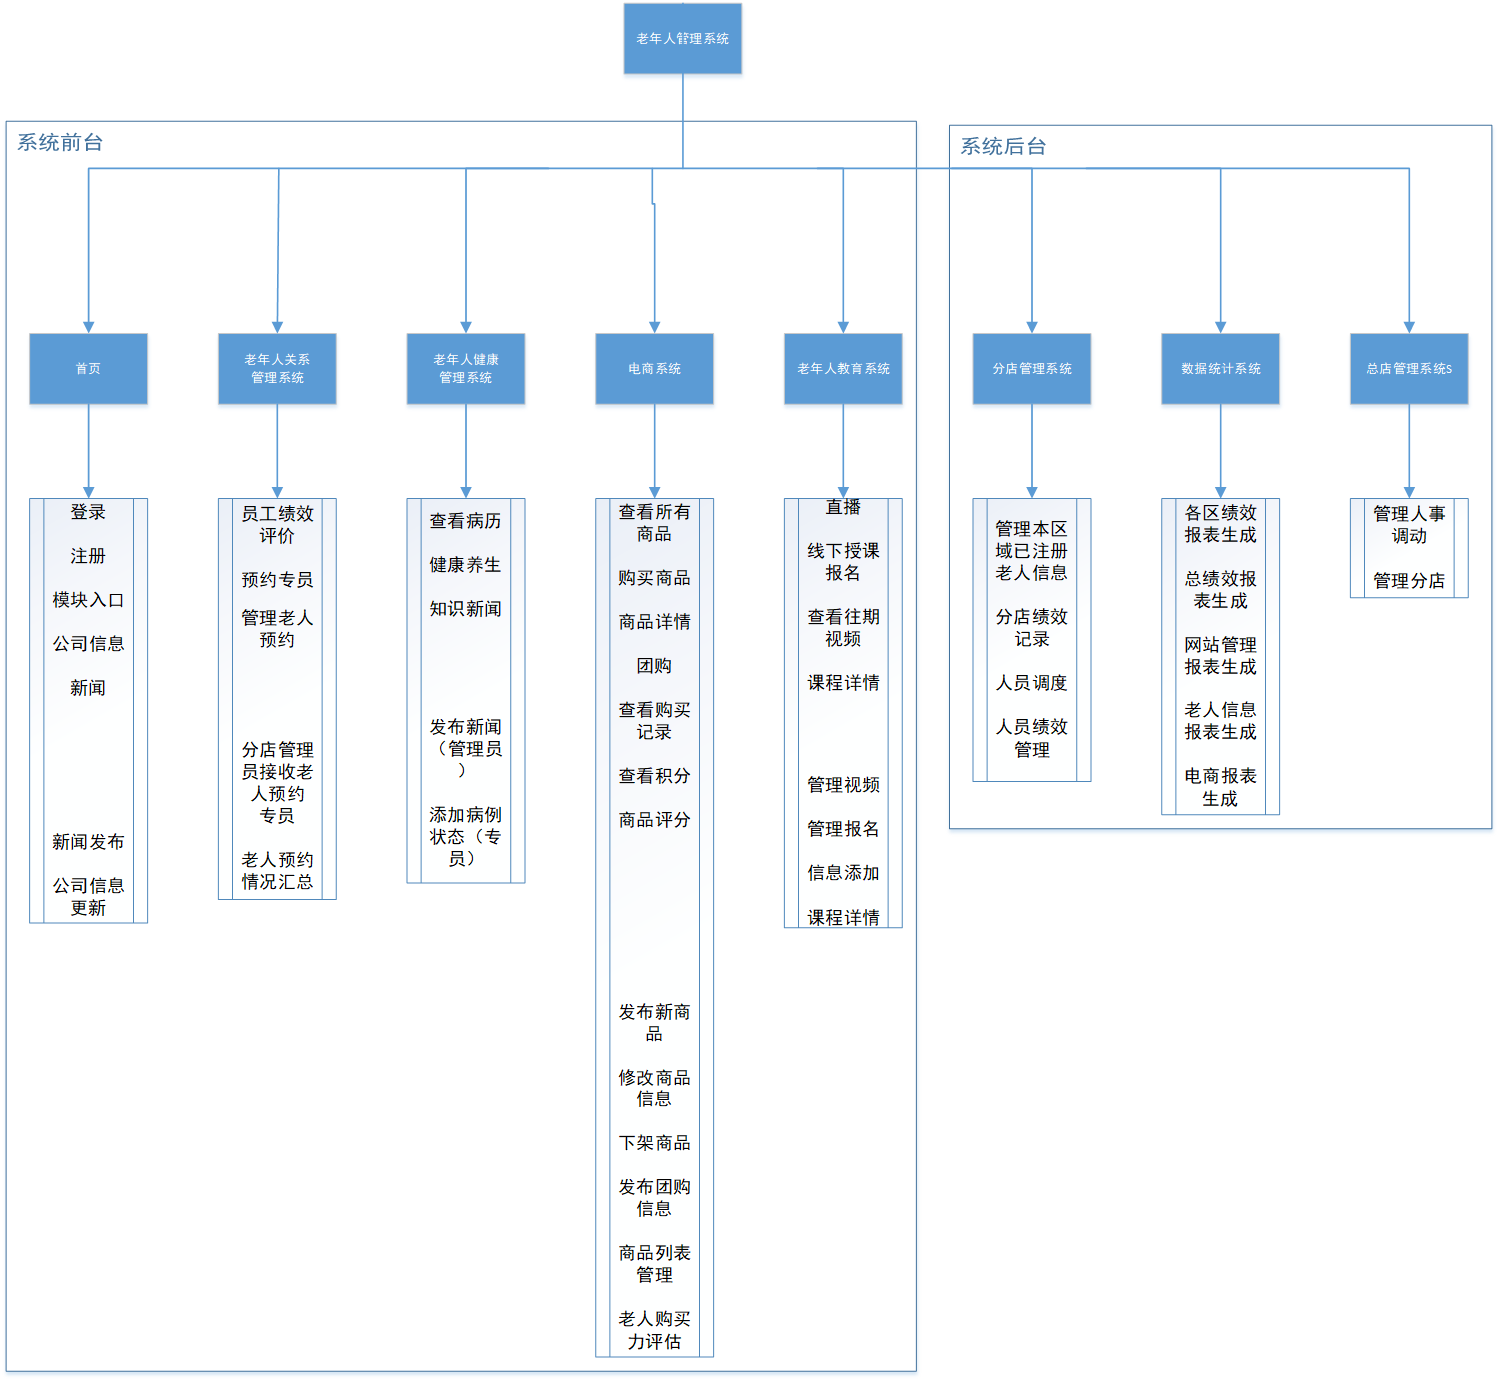 老年人管理系统
系统前台
系统后台
首页
老年人关系
管理系统
老年人健康
管理系统
电商系统
老年人教育系统
分店管理系统
数据统计系统
总店管理系统s
登录
注册
模块入口
公司信息
新闻
新闻发布
公司信息
更新
员工绩效
评价
预约专员
管理老人
预约
分店管理
员接收老
人预约
专员
老人预约
情况汇总
查看病历
健康养生
知识新闻
发布新闻
（管理员
）
添加病例
状态（专
员）
查看所有
商品
购买商品
商品详情
团购
查看购买
记录
查看积分
商品评分
发布新商
品
修改商品
信息
下架商品
发布团购
信息
商品列表
管理
老人购买
力评估
直播
线下授课
报名
查看往期
视频
课程详情
管理视频
管理报名
信息添加
课程详情
管理本区
域已注册
老人信息
分店绩效
记录
人员调度
人员绩效
管理
各区绩效
报表生成
总绩效报
表生成
网站管理
报表生成
老人信息
报表生成
电商报表
生成
管理人事
调动
管理分店